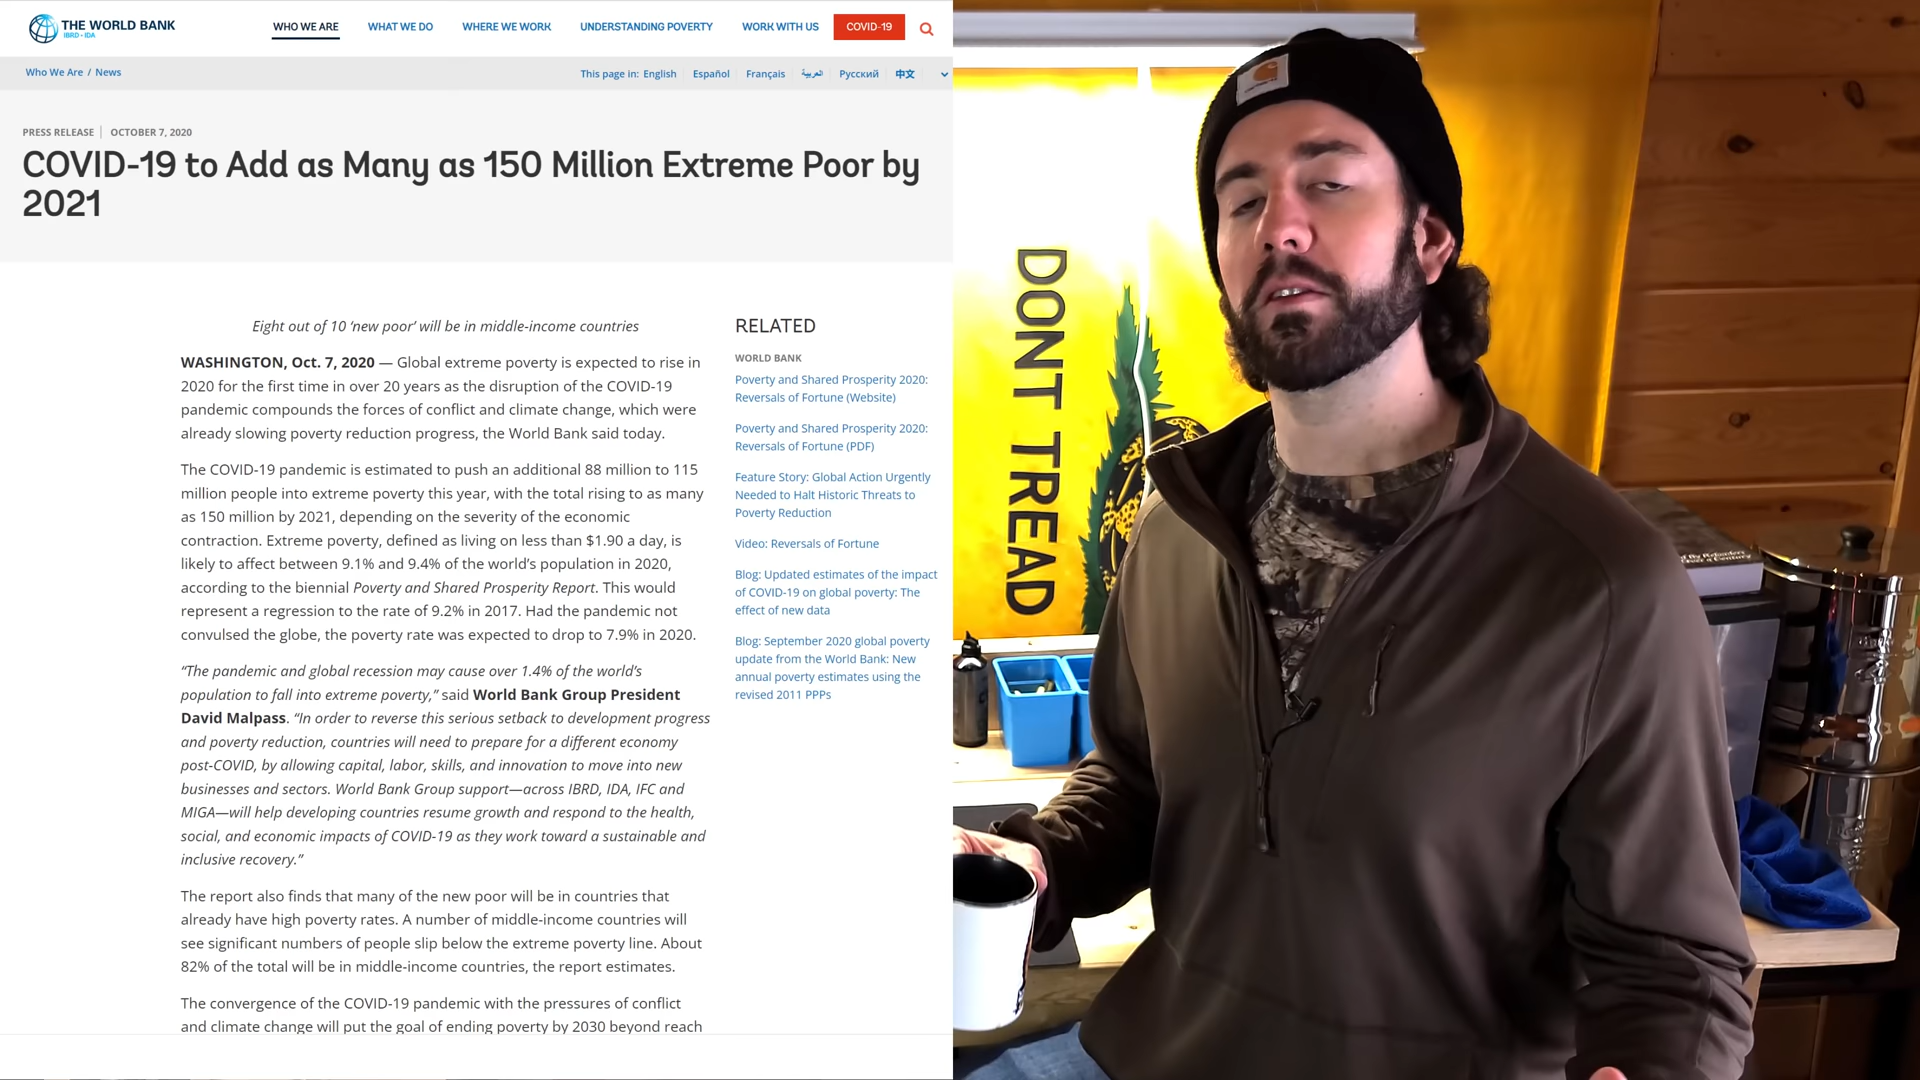 THE WORLD BANK
IBRD • IDA
WHO WE ARE
WHAT WE DO
WHERE WE WORK
UNDERSTANDING POVERTY
WORK WITH US
COVID-19
Who We Are / News
This page in: English Español Français العربية Русский 中文
PRESS RELEASE | OCTOBER 7, 2020
COVID-19 to Add as Many as 150 Million Extreme Poor by
2021
Eight out of 10 ‘new poor’ will be in middle-income countries
WASHINGTON, Oct. 7, 2020 — Global extreme poverty is expected to rise in
2020 for the first time in over 20 years as the disruption of the COVID-19
pandemic compounds the forces of conflict and climate change, which were
already slowing poverty reduction progress, the World Bank said today.
The COVID-19 pandemic is estimated to push an additional 88 million to 115
million people into extreme poverty this year, with the total rising to as many
as 150 million by 2021, depending on the severity of the economic
contraction. Extreme poverty, defined as living on less than $1.90 a day, is
likely to affect between 9.1% and 9.4% of the world’s population in 2020,
according to the biennial Poverty and Shared Prosperity Report. This would
represent a regression to the rate of 9.2% in 2017. Had the pandemic not
convulsed the globe, the poverty rate was expected to drop to 7.9% in 2020.
“The pandemic and global recession may cause over 1.4% of the world’s
population to fall into extreme poverty,” said World Bank Group President
David Malpass. “In order to reverse this serious setback to development progress
and poverty reduction, countries will need to prepare for a different economy
post-COVID, by allowing capital, labor, skills, and innovation to move into new
businesses and sectors. World Bank Group support—across IBRD, IDA, IFC and
MIGA—will help developing countries resume growth and respond to the health,
social, and economic impacts of COVID-19 as they work toward a sustainable and
inclusive recovery.”
The report also finds that many of the new poor will be in countries that
already have high poverty rates. A number of middle-income countries will
see significant numbers of people slip below the extreme poverty line. About
82% of the total will be in middle-income countries, the report estimates.
The convergence of the COVID-19 pandemic with the pressures of conflict
and climate change will put the goal of ending poverty by 2030 beyond reach
RELATED
WORLD BANK
Poverty and Shared Prosperity 2020:
Reversals of Fortune (Website)
Poverty and Shared Prosperity 2020:
Reversals of Fortune (PDF)
Feature Story: Global Action Urgently
Needed to Halt Historic Threats to
Poverty Reduction
Video: Reversals of Fortune
Blog: Updated estimates of the impact
of COVID-19 on global poverty: The
effect of new data
Blog: September 2020 global poverty
update from the World Bank: New
annual poverty estimates using the
revised 2011 PPPs
DONT TREAD